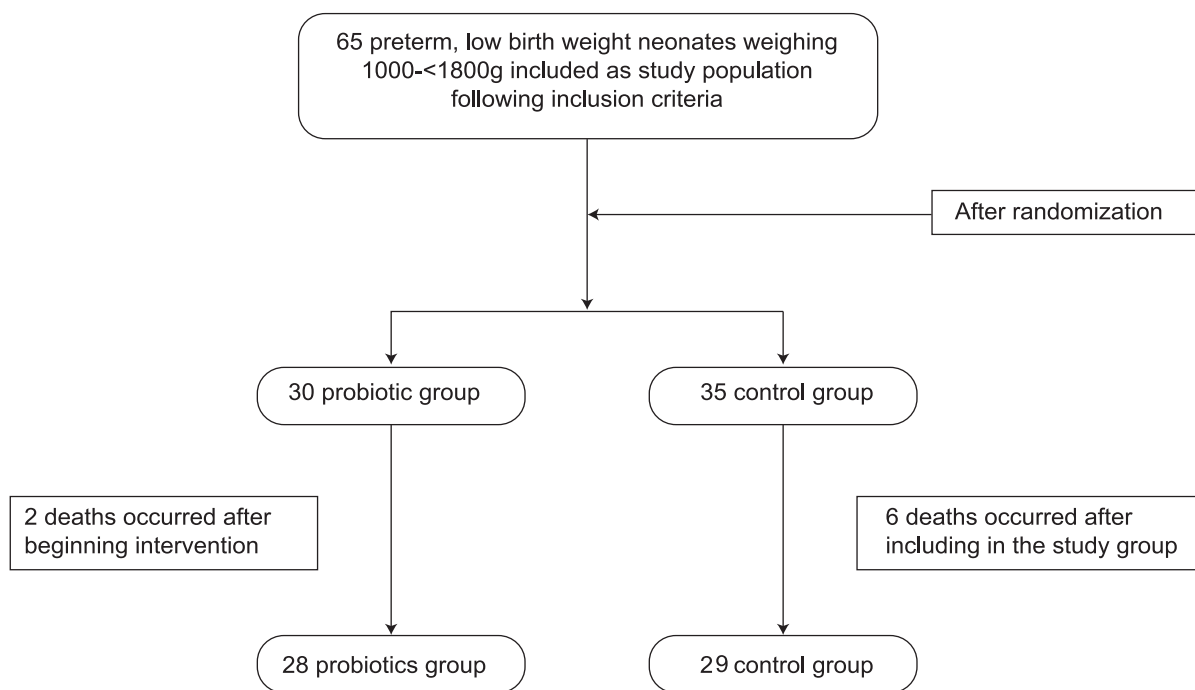 65 preterm, low birth weight neonates weighing
1000-<1800g included as study population
following inclusion criteria
After randomization
30 probiotic group
35 control group
2 deaths occurred after
beginning intervention
6 deaths occurred after
including in the study group
28 probiotics group
29 control group